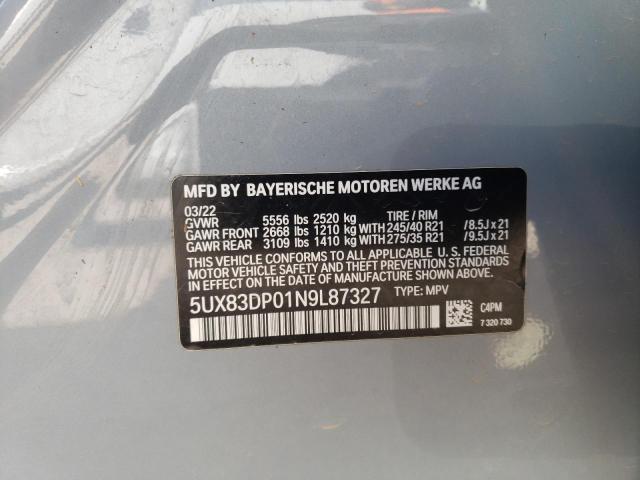 MFD BY BAYERISCHE MOTOREN WERKE AG
03/22
GVWR 5556 lbs 2520 kg TIRE / RIM
GAWR FRONT 2668 lbs 1210 kg WITH 245/40 R21 /8.5J x 21
GAWR REAR 3109 lbs 1410 kg WITH 275/35 R21 /9.5J x 21
THIS VEHICLE CONFORMS TO ALL APPLICABLE U. S. FEDERAL
MOTOR VEHICLE SAFETY, BUMPER, AND THEFT PREVENTION STANDARDS
IN EFFECT ON THE DATE OF MANUFACTURE SHOWN ABOVE.
5UX83DP01N9L87327 TYPE: MPV
C4PM
7 320 730